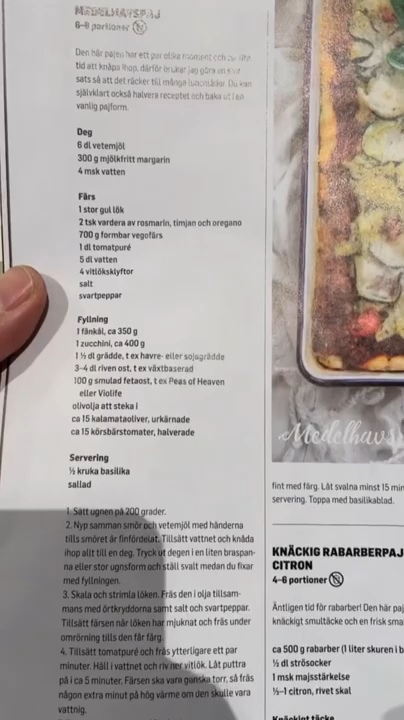 MEDELHAVSPAJ
6–8 portioner
Den här pajen har ett par olika moment och
tid att knåpa ihop, därför brukar jag göra en
sats så att det räcker till många Du kan
självklart också halvera receptet och baka ut i en
vanlig pajform.
Deg
6 dl vetemjöl
300 g mjölkfritt margarin
4 msk vatten
Färs
1 stor gul lök
2 tsk vardera av rosmarin, timjan och oregano
700 g formbar vegofärs
1 dl tomatpuré
5 dl vatten
4 vitlöksklyftor
salt
svartpeppar
Fyllning
1 fänkål, ca 350 g
1 zucchini, ca 400 g
1 ½ dl grädde, t ex havre- eller sojagrädde
3–4 dl riven ost, t ex växtbaserad
100 g smulad fetaost, t ex Peas of Heaven
eller Violife
olivolja att steka i
ca 15 kalamataoliver, urkärnade
ca 15 körsbärstomater, halverade
Servering
½ kruka basilika
sallad
1. Sätt ugnen på 200 grader.
2. Nyp samman smör och vetemjöl med händerna
tills smöret är finfördelat. Tillsätt vattnet och knåda
ihop allt till en deg. Tryck ut degen i en liten braspan-
na eller stor ugnsform och ställ svalt medan du fixar
med fyllningen.
3. Skala och strimla löken. Fräs den i olja tillsam-
mans med örtkryddorna samt salt och svartpeppar.
Tillsätt färsen när löken har mjuknat och fräs under
omrörning tills den får färg.
4. Tillsätt tomatpuré och fräs ytterligare ett par
minuter. Häll i vattnet och riv ner vitlök. Låt puttra
på i ca 5 minuter. Färsen ska vara ganska torr, så fräs
någon extra minut på hög värme om den skulle vara
vattnig.
Medelhavs
fint med färg. Låt svalna minst 15 min
servering. Toppa med basilikablad.
KNÄCKIG RABARBERPAJ
CITRON
4–6 portioner
Äntligen tid för rabarber! Den här paj
knäckigt smultäcke och en frisk sma
ca 500 g rabarber (1 liter skuren i b
½ dl strösocker
1 msk majsstärkelse
½–1 citron, rivet skal
Knäckigt täcke